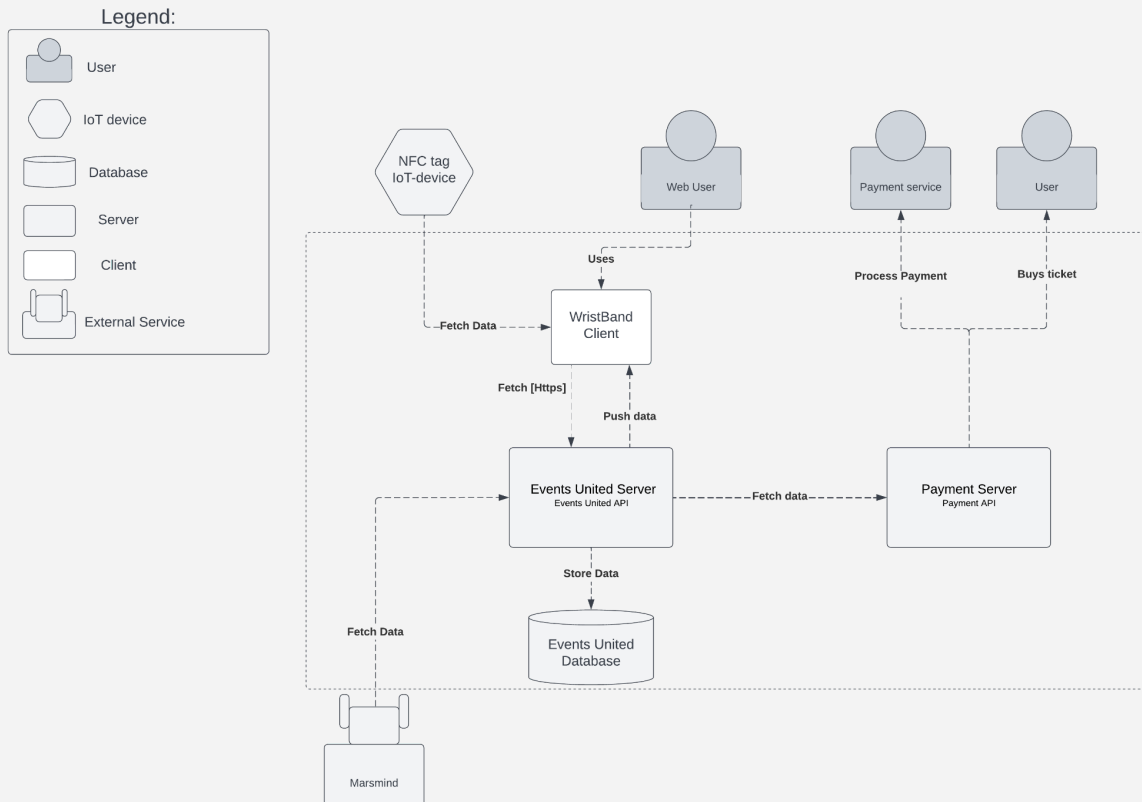 Legend:
User
IoT device
Database
Server
Client
External Service
NFC tag
IoT-device
Web User
Payment service
User
Uses
Process Payment
Buys ticket
WristBand
Client
Fetch Data
Fetch [Https]
Push data
Events United Server
Events United API
Fetch data
Payment Server
Payment API
Store Data
Fetch Data
Events United
Database
Marsmind